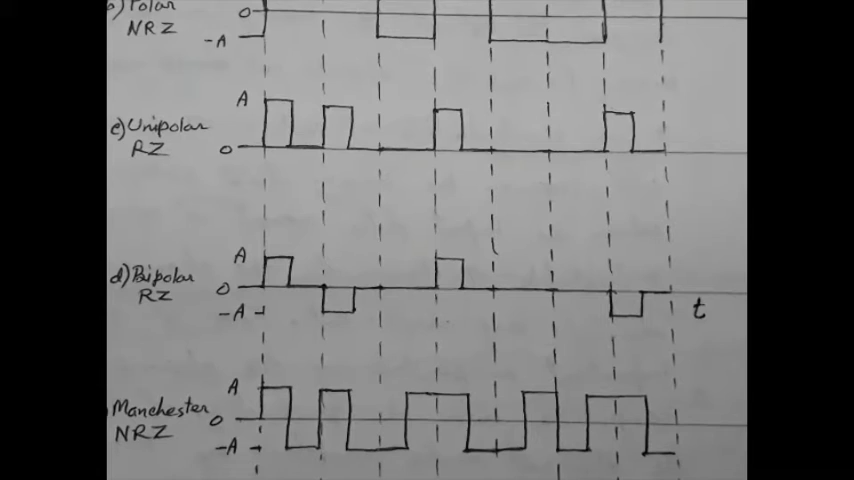 b) Polar
NRZ
0
-A
A
c) Unipolar
RZ
0
A
d) Bipolar
RZ
0
-A
t
A
Manchester
NRZ
0
-A